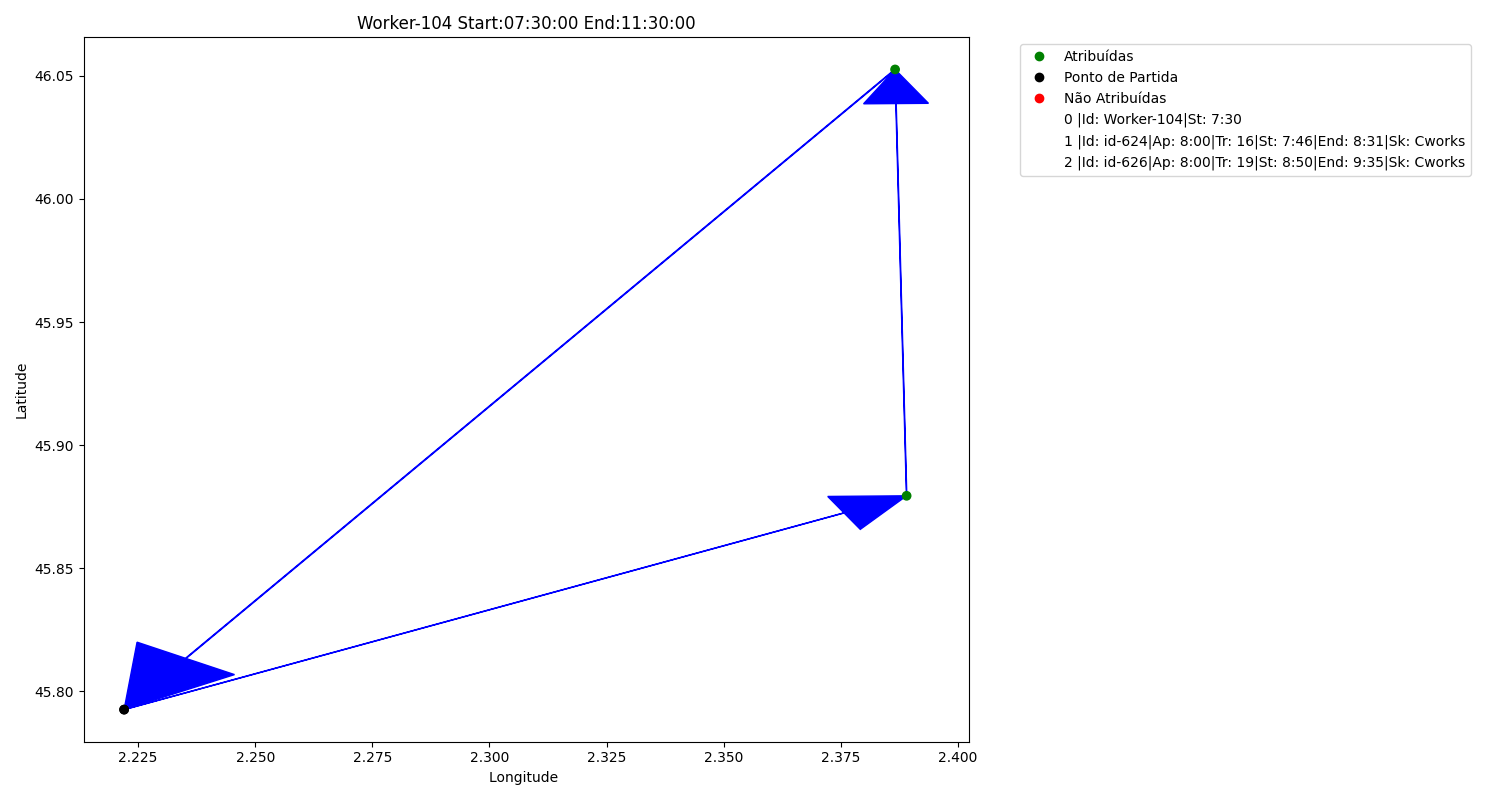 Worker-104 Start:07:30:00 End:11:30:00
Atribuídas
Ponto de Partida
Não Atribuídas
0 |Id: Worker-104|St: 7:30
1 |Id: id-624|Ap: 8:00|Tr: 16|St: 7:46|End: 8:31|Sk: Cworks
2 |Id: id-626|Ap: 8:00|Tr: 19|St: 8:50|End: 9:35|Sk: Cworks
Latitude
46.05
46.00
45.95
45.90
45.85
45.80
2.225 2.250 2.275 2.300 2.325 2.350 2.375 2.400
Longitude